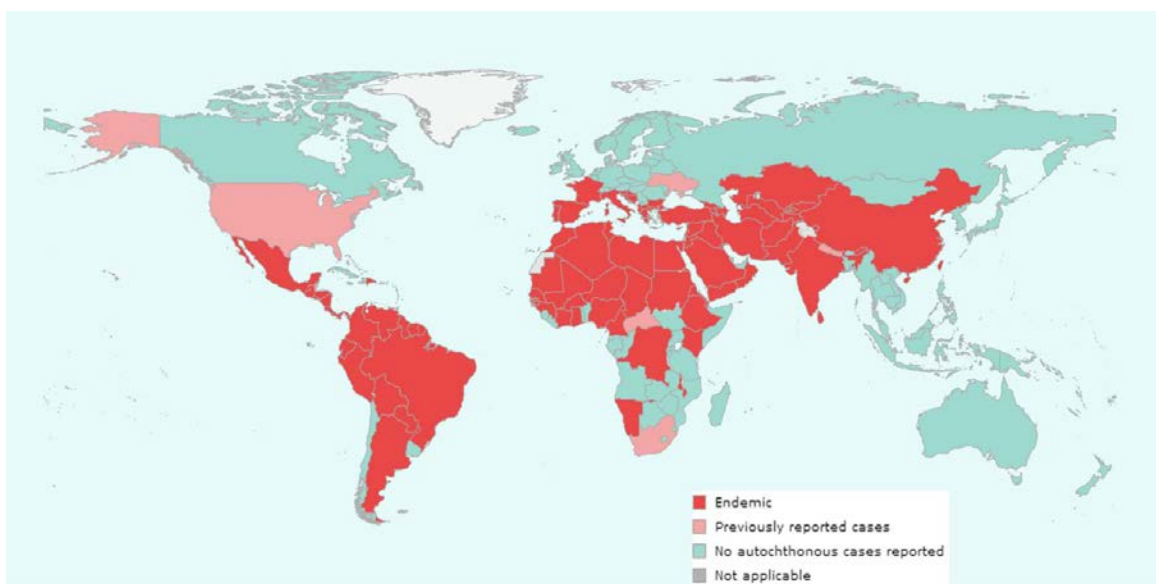 Endemic
Previously reported cases
No autochthonous cases reported
Not applicable